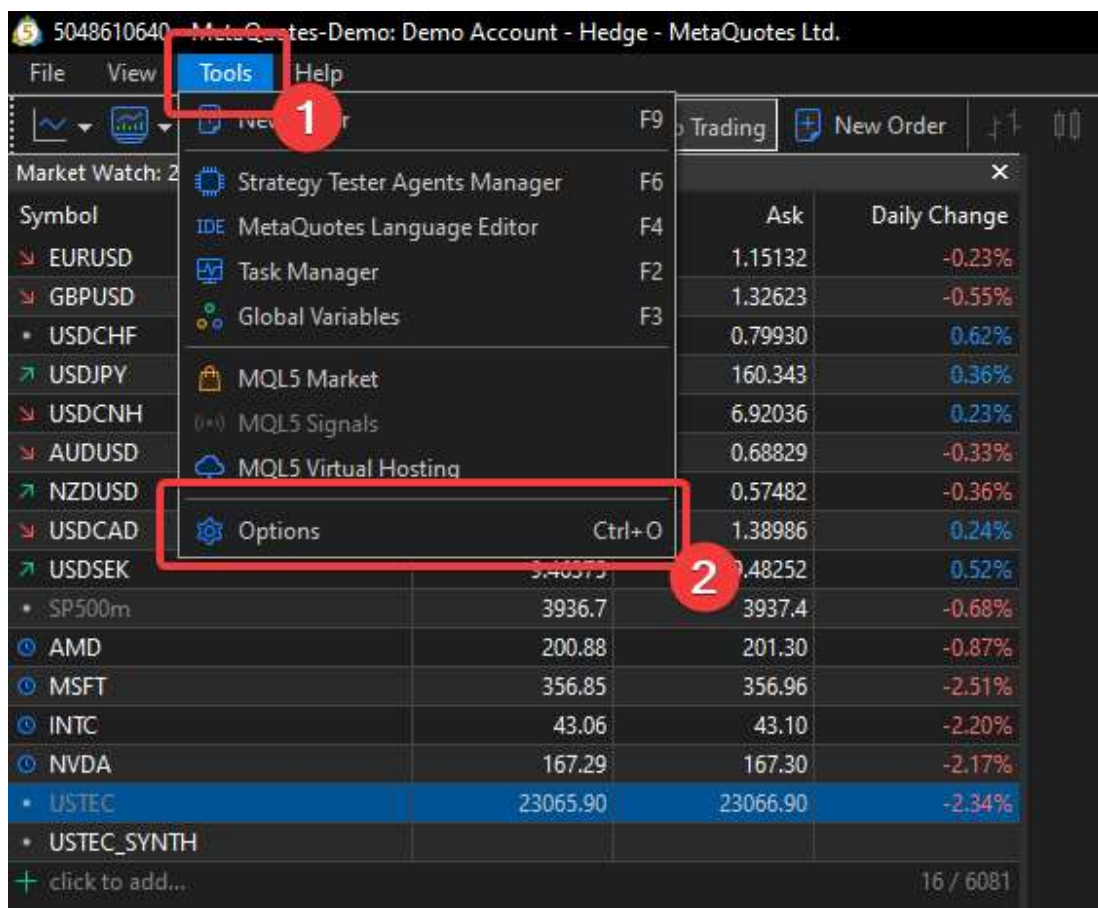 5048610640 - MetaQuotes-Demo: Demo Account - Hedge - MetaQuotes Ltd.
File View Tools Help
1
F9
Trading
New Order
Market Watch: 2
Strategy Tester Agents Manager F6
Symbol Ask Daily Change
IDE MetaQuotes Language Editor F4
EURUSD 1.15132 -0.23%
Task Manager F2
GBPUSD 1.32623 -0.55%
Global Variables F3
USDCHF 0.79930 0.62%
USDJPY MQL5 Market 160.343 0.36%
USDCNH MQL5 Signals 6.92036 0.23%
AUDUSD MQL5 Virtual Hosting 0.68829 -0.33%
NZDUSD 0.57482 -0.36%
USDCAD Options Ctrl+O 1.38986 0.24%
2
USDSEK .48252 0.52%
SP500m 3936.7 3937.4 -0.68%
AMD 200.88 201.30 -0.87%
MSFT 356.85 356.96 -2.51%
INTC 43.06 43.10 -2.20%
NVDA 167.29 167.30 -2.17%
USTEC 23065.90 23066.90 -2.34%
USTEC_SYNTH
click to add... 16 / 6081